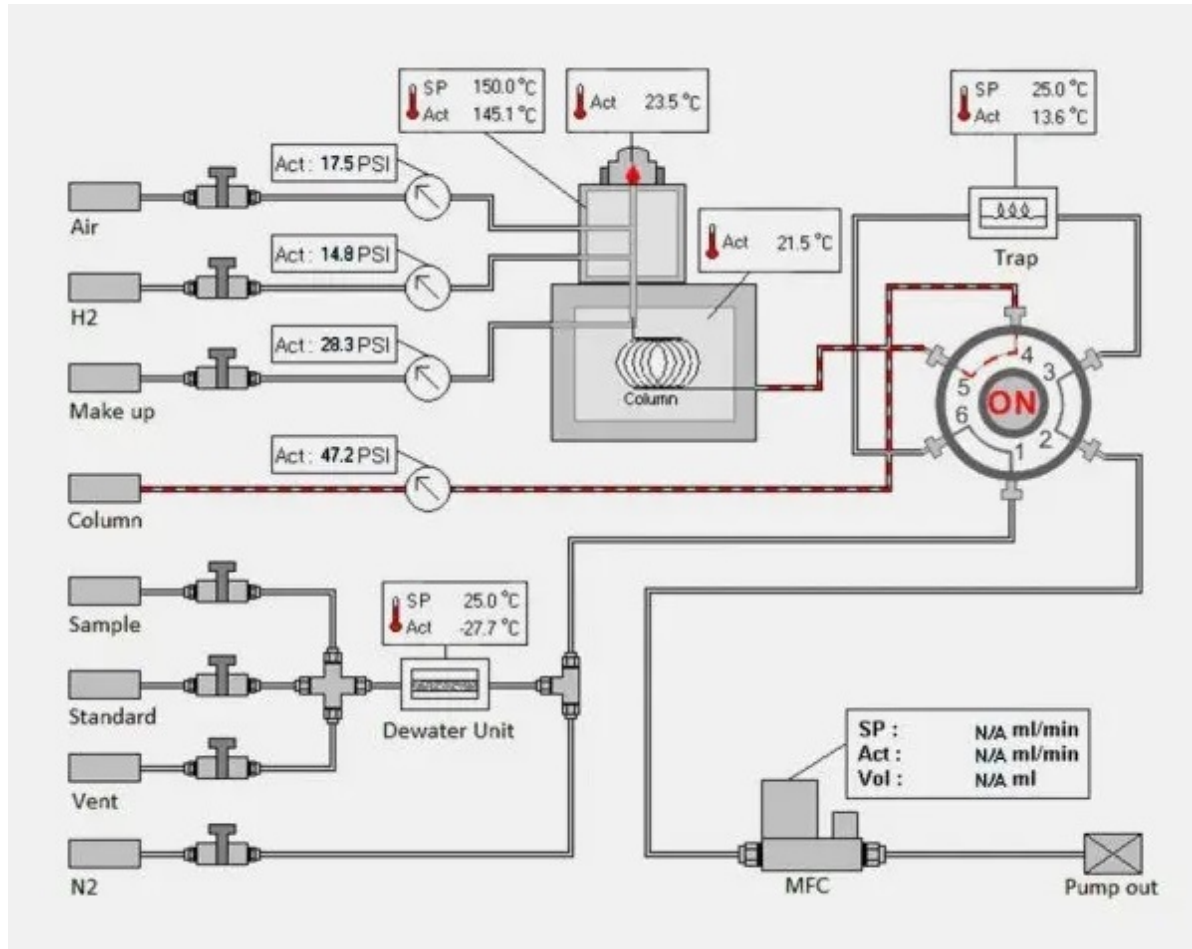 SP 150.0 °C
Act 145.1 °C
Act 23.5 °C
SP 25.0 °C
Act 13.6 °C
Act: 17.5 PSI
Air
Act: 14.8 PSI
H2
Act 21.5 °C
Trap
Act: 28.3 PSI
Make up
Column
4
3
5
ON
6
2
1
Act: 47.2 PSI
Column
Sample
SP 25.0 °C
Act -27.7 °C
Standard
Dewater Unit
Vent
SP : N/A ml/min
Act : N/A ml/min
Vol : N/A ml
N2
MFC
Pump out